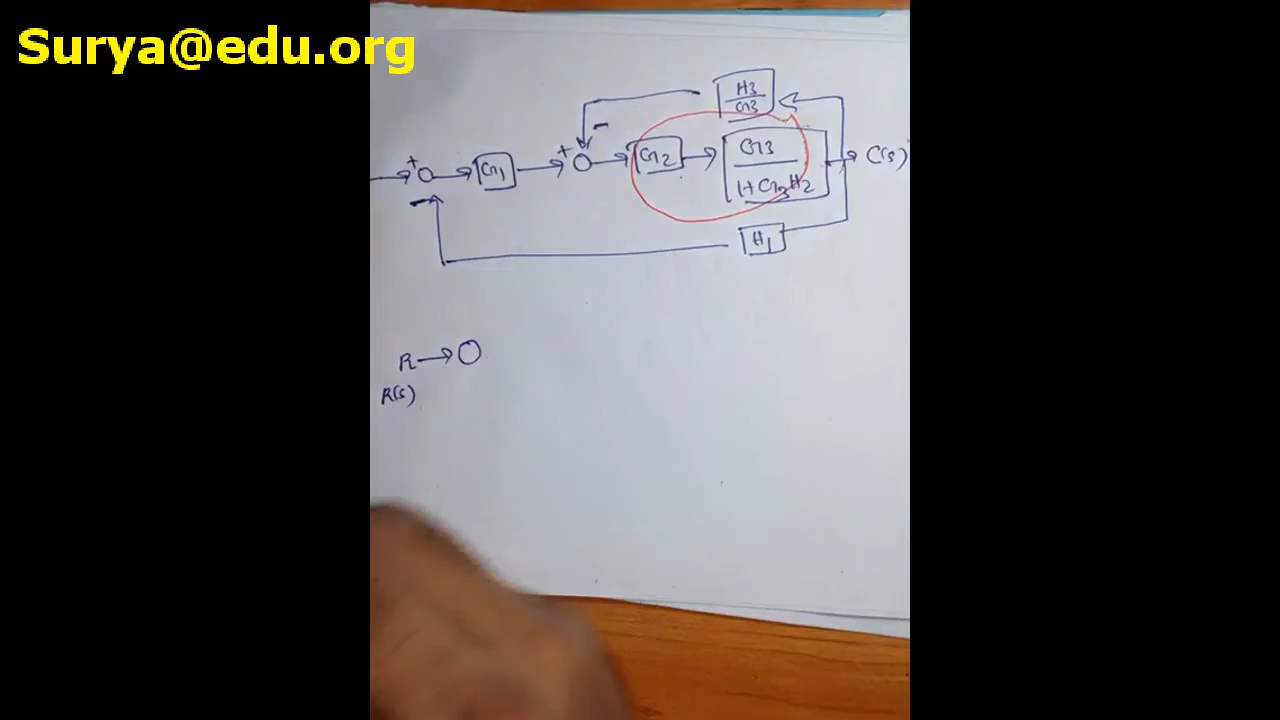 Surya@edu.org
H3
G3
-
+ G1 + G2 G3 C(s)
- 1+G3H2
H1
R
R(s)